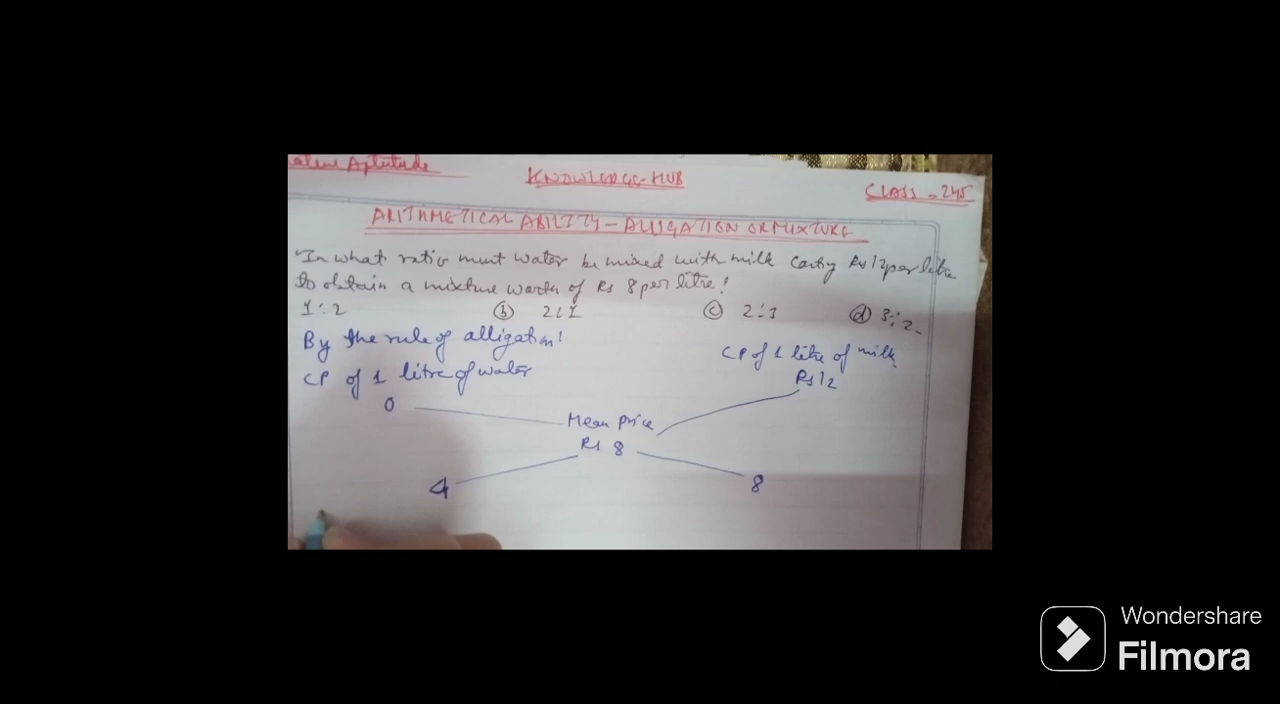 Aptitude
KNOWLEDGE-HUB
CLASS - 245
ARITHMETICAL ABILITY - ALLIGATION OR MIXTURE
In what ratio must water be mixed with milk costing Rs 12 per litre
to obtain a mixture worth of Rs 8 per litre!
1:2 (b) 2:1 (c) 2:3 (d) 3:2
By the rule of alligation!
CP of 1 litre of milk
CP of 1 litre of water
Rs 12
0
Mean price
Rs 8
4 8
Wondershare
Filmora